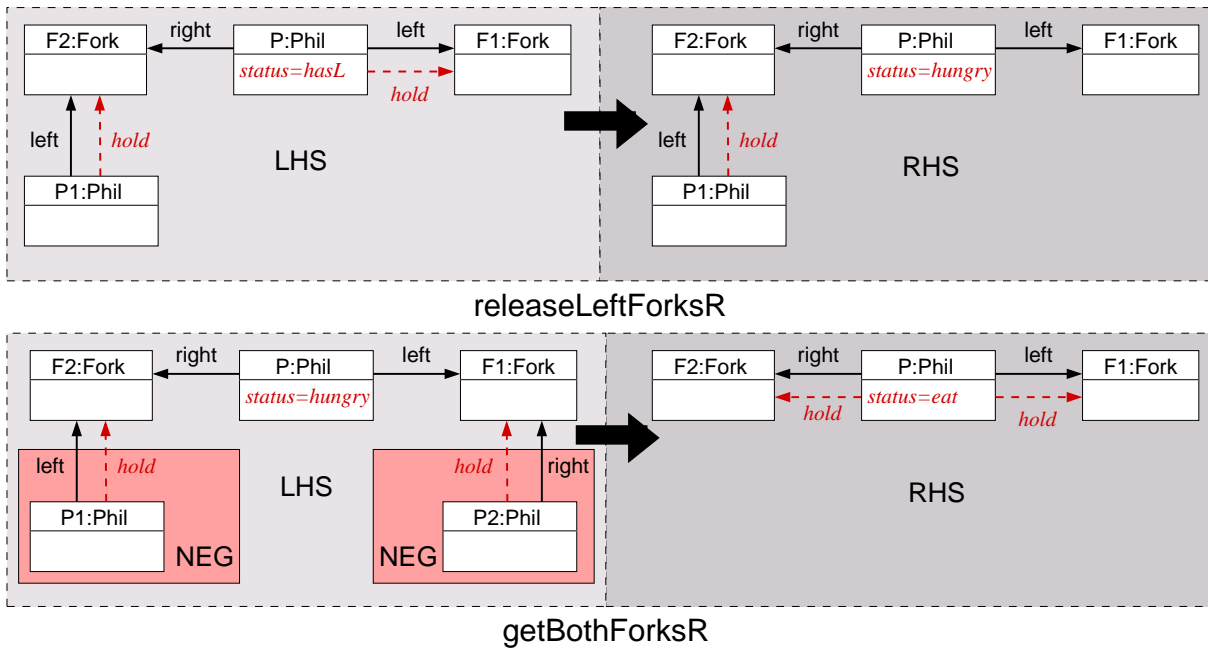 F2:Fork right P:Phil left F1:Fork
status=hasL
hold
left hold
LHS
P1:Phil
F2:Fork right P:Phil left F1:Fork
status=hungry
left hold
RHS
P1:Phil
releaseLeftForksR
F2:Fork right P:Phil left F1:Fork
status=hungry
left hold LHS hold right
P1:Phil P2:Phil
NEG NEG
F2:Fork right P:Phil left F1:Fork
hold status=eat hold
RHS
getBothForksR